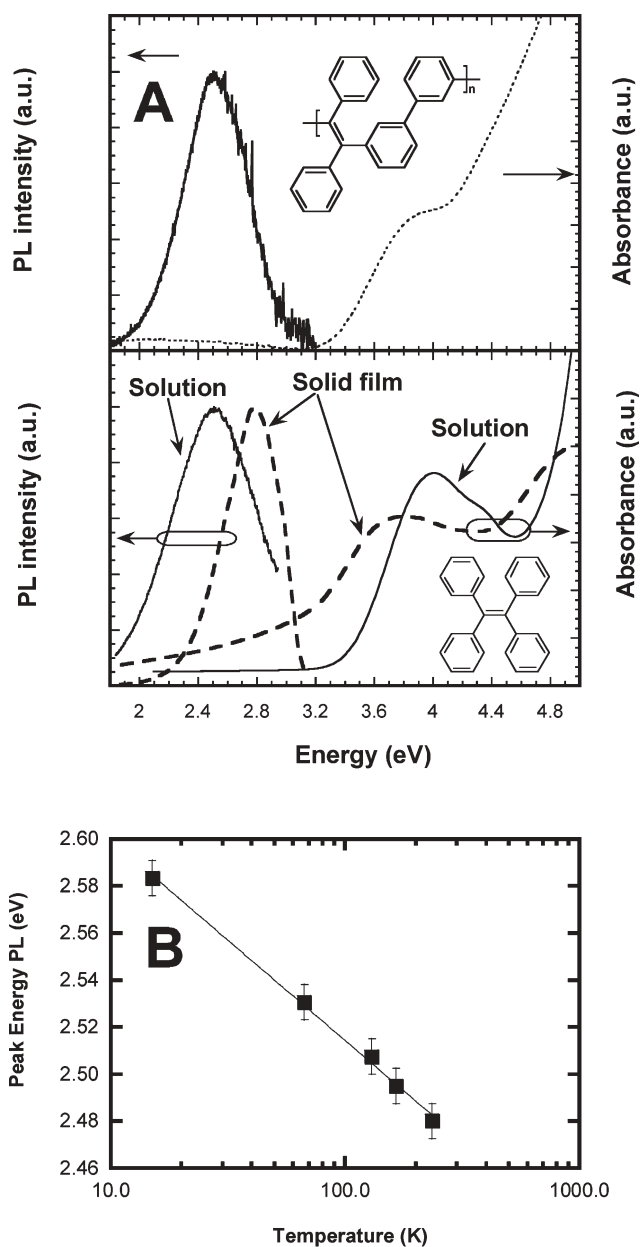 A
PL intensity (a.u.)
n
Absorbance (a.u.)
Solution
Solid film
Solution
PL intensity (a.u.)
Absorbance (a.u.)
2 2.4 2.8 3.2 3.6 4 4.4 4.8
Energy (eV)
B
Peak Energy PL (eV)
2.60
2.58
2.56
2.54
2.52
2.50
2.48
2.46
10.0 100.0 1000.0
Temperature (K)